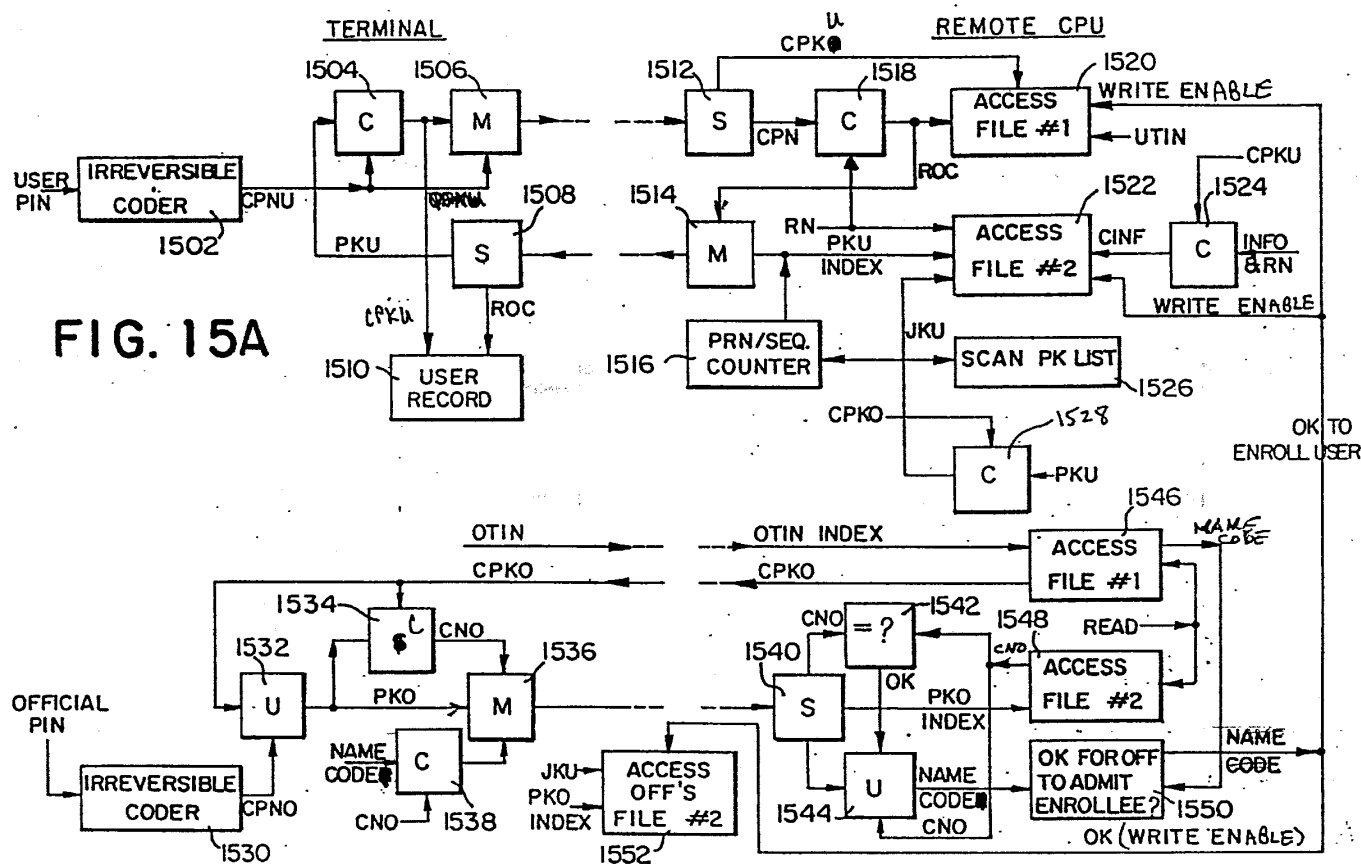 TERMINAL
REMOTE CPU
U
CPK
1504
1506
1512
1518
1520
C
M
S
CPN
C
ACCESS
FILE #1
WRITE ENABLE
UTIN
ROC
CPKU
USER
PIN
IRREVERSIBLE
CODER
CPNU
1502
1508
1514
1522
1524
RN
PKU
S
M
PKU
INDEX
ACCESS
FILE #2
CINF
C
INFO
& RN
CPKU
ROC
WRITE ENABLE
FIG. 15A
1510
USER
RECORD
1516
PRN/SEQ.
COUNTER
JKU
SCAN PK LIST
1526
CPKO
1528
C
PKU
OK TO
ENROLL USER
1546
OTIN
OTIN INDEX
ACCESS
FILE #1
NAME
CODE
CPKO
CPKO
1534
C
CNO
CNO
= ?
1542
1548
READ
1532
1536
1540
CNO
ACCESS
FILE #2
OFFICIAL
PIN
U
PKO
M
S
OK
PKO
INDEX
NAME
CODE
C
JKU
PKO
INDEX
ACCESS
OFF'S
FILE #2
U
NAME
CODE
OK FOR OFF
TO ADMIT
ENROLLEE?
NAME
CODE
IRREVERSIBLE
CODER
CPNO
CNO
1538
1544
CNO
1550
1530
1552
OK (WRITE ENABLE)